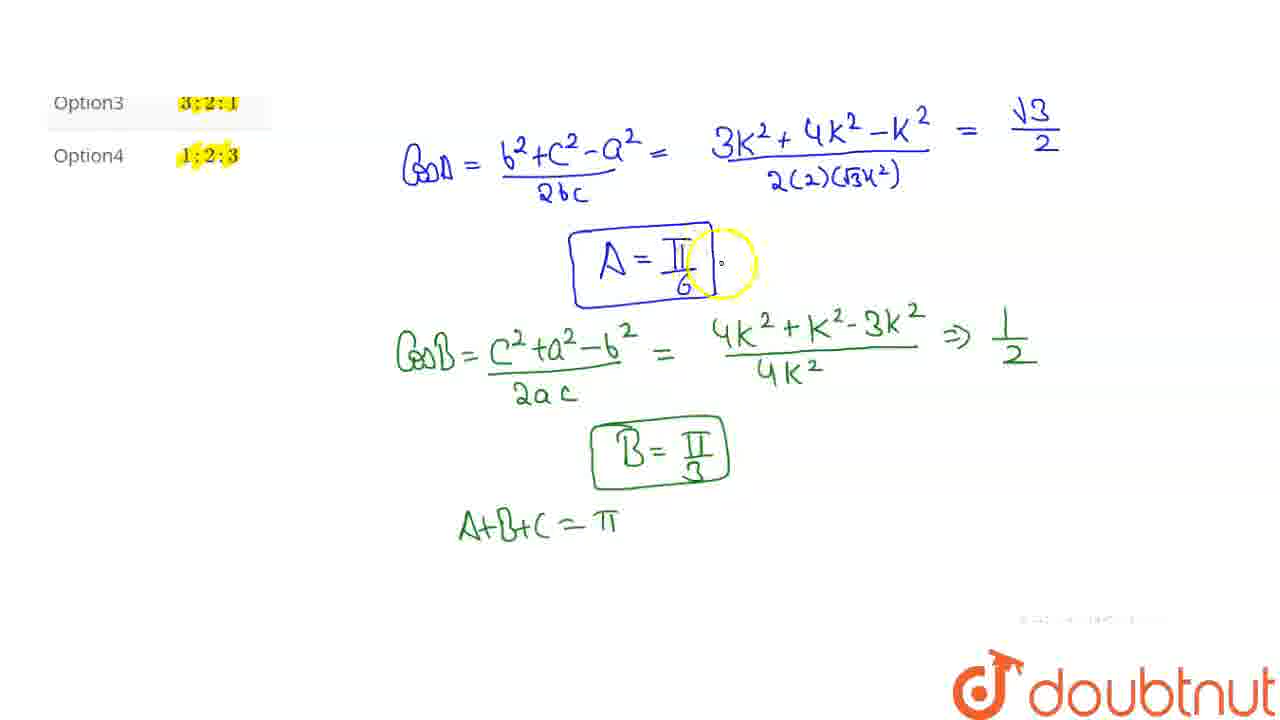 Option3 3 : 2 : 1
Option4 1 : 2 : 3
CosA = b²+c²-a² / 2bc = 3k²+4k²-k² / 2(2)(√3k²) = √3/2
A = π/6
CosB = c²+a²-b² / 2ac = 4k²+k²-3k² / 4k² ⇒ 1/2
B = π/3
A+B+C = π
doubtnut